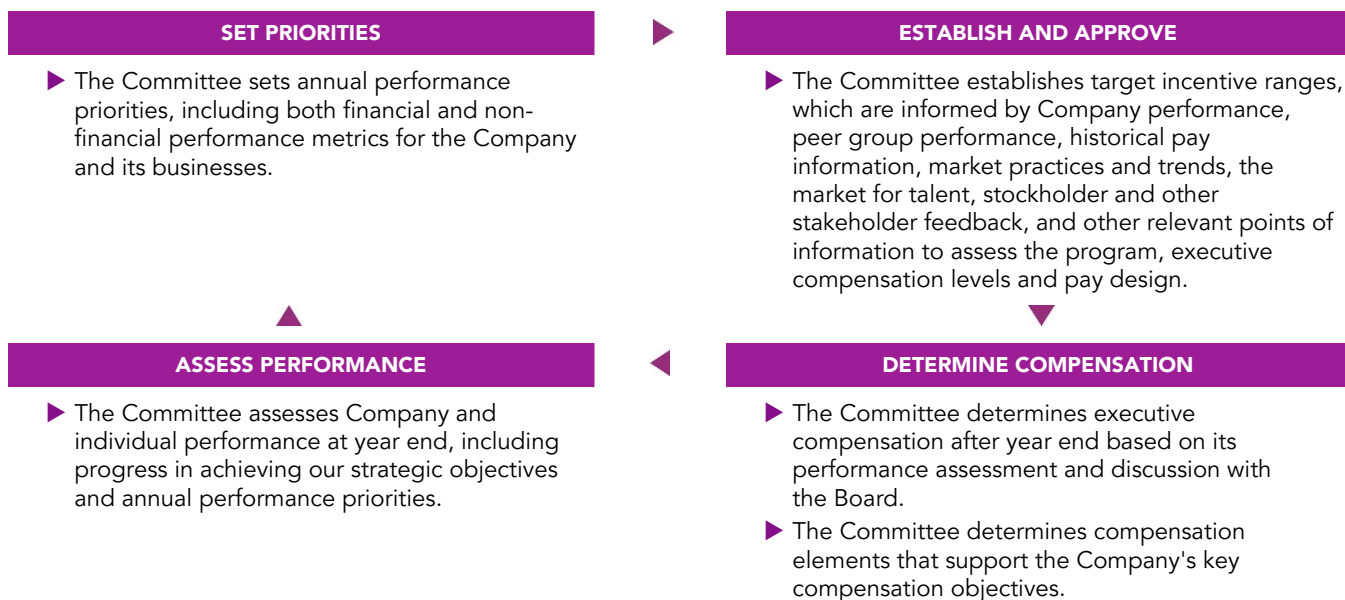 SET PRIORITIES
The Committee sets annual performance
priorities, including both financial and non-
financial performance metrics for the Company
and its businesses.
ESTABLISH AND APPROVE
The Committee establishes target incentive ranges,
which are informed by Company performance,
peer group performance, historical pay
information, market practices and trends, the
market for talent, stockholder and other
stakeholder feedback, and other relevant points of
information to assess the program, executive
compensation levels and pay design.
ASSESS PERFORMANCE
The Committee assesses Company and
individual performance at year end, including
progress in achieving our strategic objectives
and annual performance priorities.
DETERMINE COMPENSATION
The Committee determines executive
compensation after year end based on its
performance assessment and discussion with
the Board.
The Committee determines compensation
elements that support the Company's key
compensation objectives.